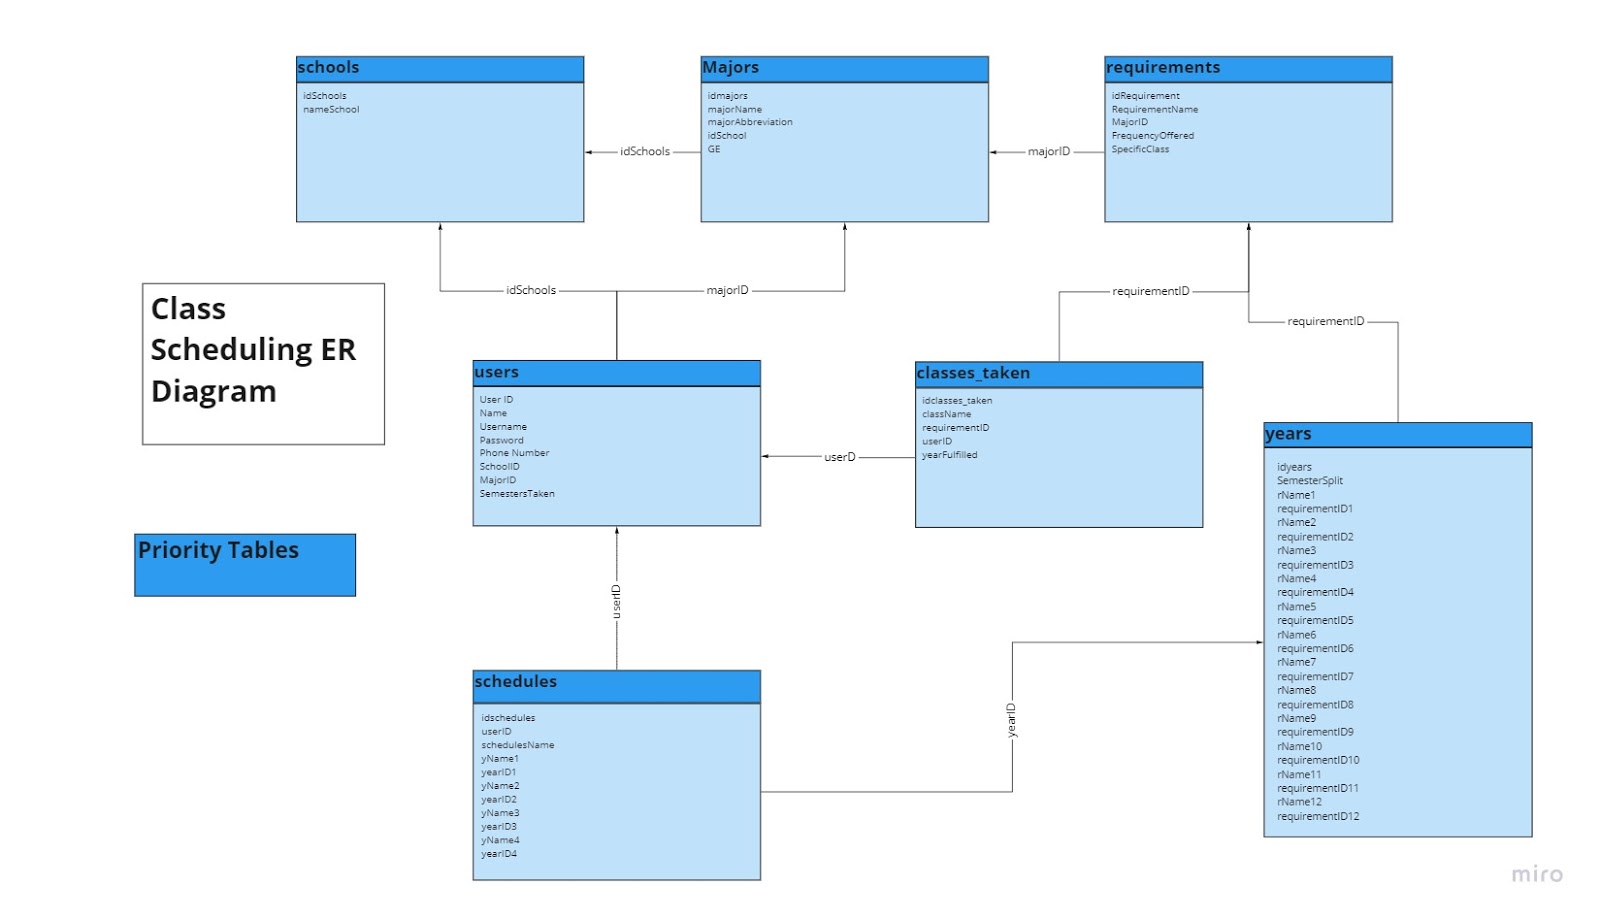 schools
idSchools
nameSchool
Majors
idmajors
majorName
majorAbbreviation
idSchool
GE
requirements
idRequirement
RequirementName
MajorID
FrequencyOffered
SpecificClass
idSchools
majorID
idSchools
majorID
requirementID
requirementID
Class
Scheduling ER
Diagram
users
User ID
Name
Username
Password
Phone Number
SchoolID
MajorID
SemestersTaken
userD
classes_taken
idclasses_taken
className
requirementID
userID
yearFulfilled
years
idyears
SemesterSplit
rName1
requirementID1
rName2
requirementID2
rName3
requirementID3
rName4
requirementID4
rName5
requirementID5
rName6
requirementID6
rName7
requirementID7
rName8
requirementID8
rName9
requirementID9
rName10
requirementID10
rName11
requirementID11
rName12
requirementID12
Priority Tables
userID
schedules
idschedules
userID
schedulesName
yName1
yearID1
yName2
yearID2
yName3
yearID3
yName4
yearID4
yearID
miro